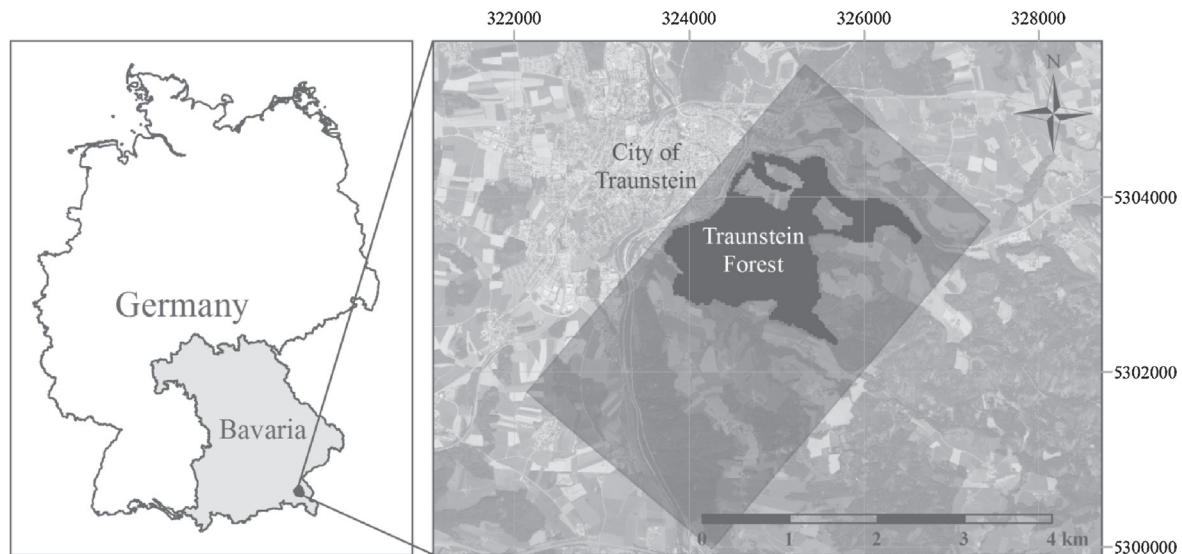 322000 324000 326000 328000
N
City of
Traunstein
5304000
Traunstein
Forest
Germany
5302000
Bavaria
0 1 2 3 4 km
5300000